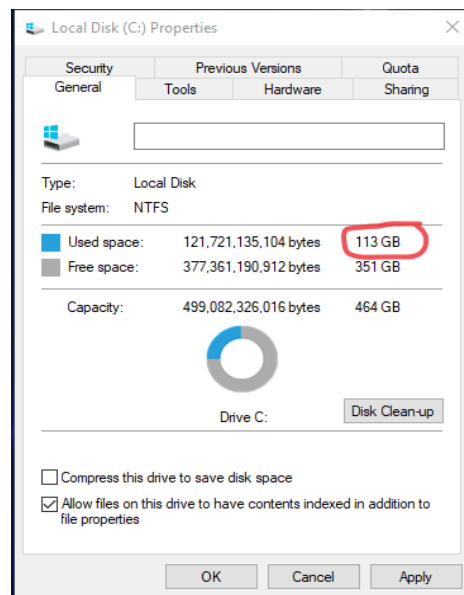 Local Disk (C:) Properties
Security Previous Versions Quota
General Tools Hardware Sharing
Type: Local Disk
File system: NTFS
Used space: 121,721,135,104 bytes 113 GB
Free space: 377,361,190,912 bytes 351 GB
Capacity: 499,082,326,016 bytes 464 GB
Drive C: Disk Clean-up
Compress this drive to save disk space
Allow files on this drive to have contents indexed in addition to
file properties
OK Cancel Apply